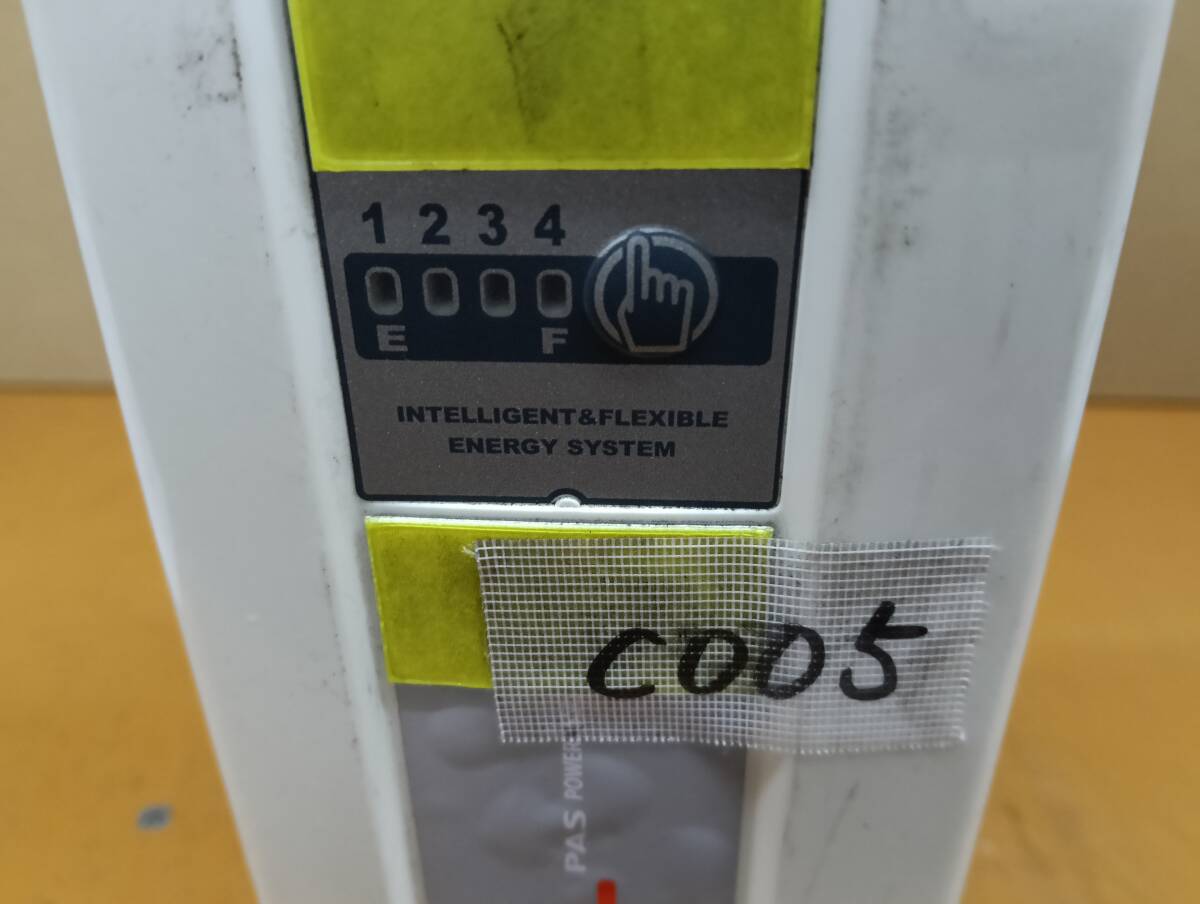 1 2 3 4
E F
INTELLIGENT&FLEXIBLE
ENERGY SYSTEM
C005
PAS POWER